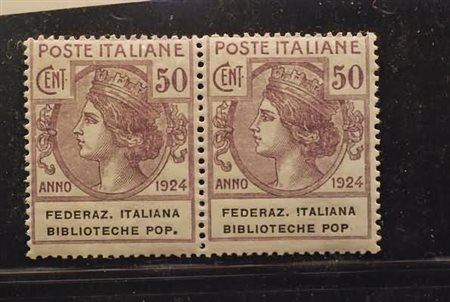 POSTE ITALIANE
CENT 50
ANNO 1924
FEDERAZ. ITALIANA
BIBLIOTECHE POP.
POSTE ITALIANE
CENT 50
ANNO 1924
FEDERAZ. ITALIANA
BIBLIOTECHE POP